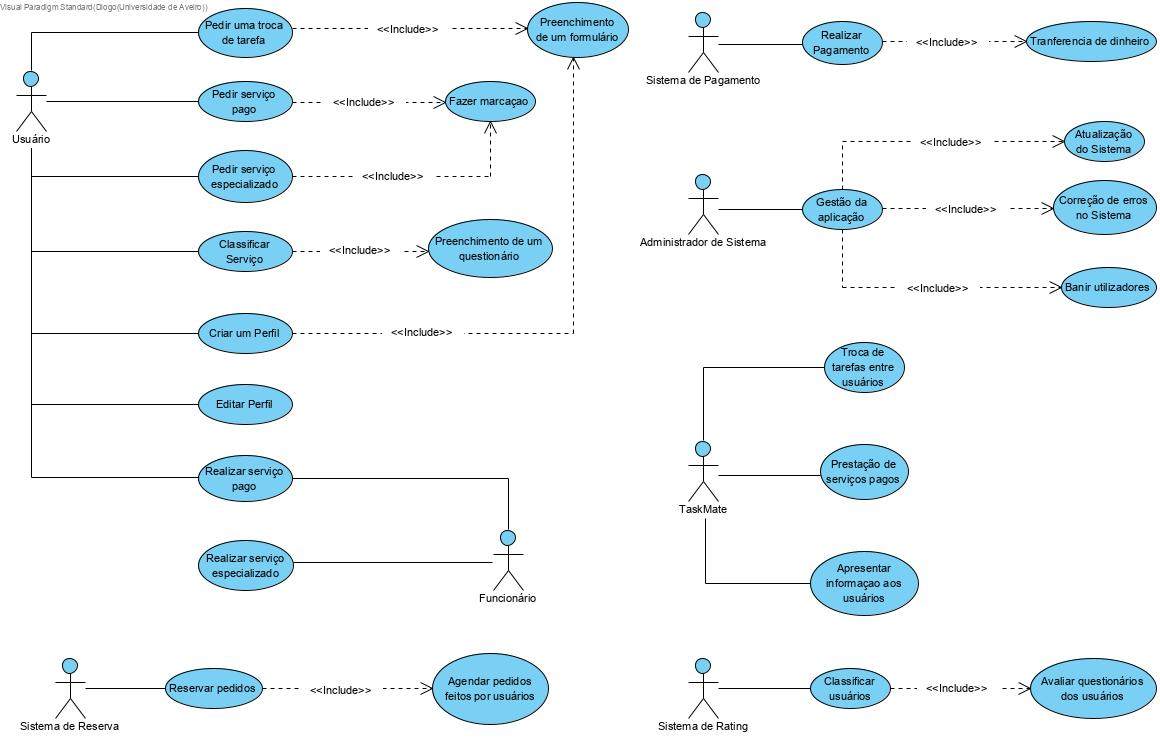 Visual Paradigm Standard(Diogo(Universidade de Aveiro))
Pedir uma troca
de tarefa
<<Include>>
Preenchimento
de um formulário
Usuário
Pedir serviço
pago
<<Include>>
Fazer marcaçao
Pedir serviço
especializado
<<Include>>
Classificar
Serviço
<<Include>>
Preenchimento de um
questionário
Criar um Perfil
<<Include>>
Editar Perfil
Realizar serviço
pago
Realizar serviço
especializado
Funcionário
Sistema de Reserva
Reservar pedidos
<<Include>>
Agendar pedidos
feitos por usuários
Sistema de Pagamento
Realizar
Pagamento
<<Include>>
Tranferencia de dinheiro
Administrador de Sistema
Gestão da
aplicação
<<Include>>
Atualização
do Sistema
<<Include>>
Correção de erros
no Sistema
<<Include>>
Banir utilizadores
Troca de
tarefas entre
usuários
TaskMate
Prestação de
serviços pagos
Apresentar
informaçao aos
usuários
Sistema de Rating
Classificar
usuários
<<Include>>
Avaliar questionários
dos usuários